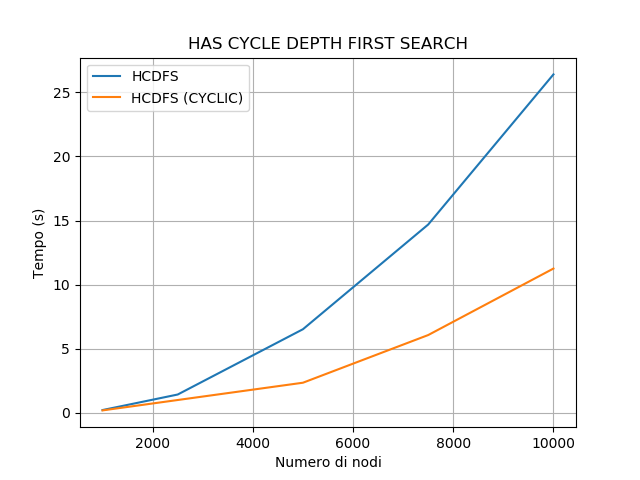 HAS CYCLE DEPTH FIRST SEARCH
HCDFS
HCDFS (CYCLIC)
25
20
15
10
5
0
Tempo (s)
2000 4000 6000 8000 10000
Numero di nodi